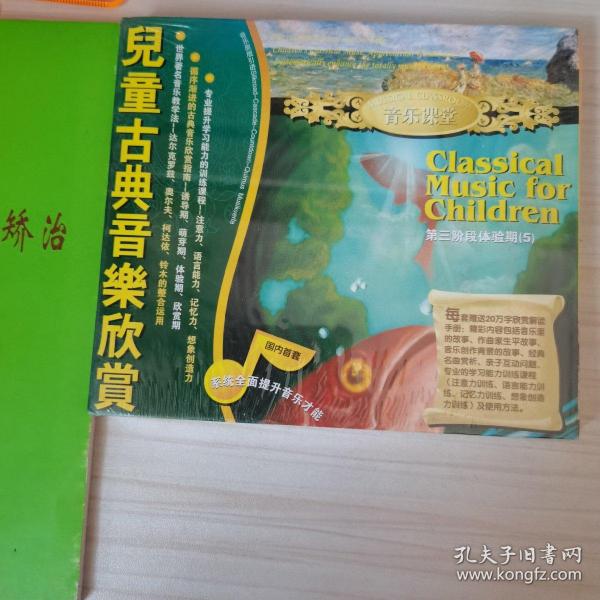 矫治
兒童古典音樂欣賞
世界著名音乐教学法—达尔克罗兹、奥尔夫、柯达依、铃木的整合运用
循序渐进的古典音乐欣赏指南—诱导期、萌芽期、体验期、欣赏期
专业提升学习能力的训练课程—注意力、语言能力、记忆力、想象创造力
音乐课堂
Classical
Music for
Children
第三阶段体验期(5)
每套赠送20万字欣赏解说
手册:精彩内容包括音乐里
的故事、作曲家生平故事、
音乐创作背景的故事、经典
名曲赏析、亲子互动问题、
专业的学习能力训练课程
(注意力训练、语言能力训
练、记忆力训练、想象创造
力训练)及使用方法。
国内首套
系统全面提升音乐才能
孔夫子旧书网
www.kongfz.com